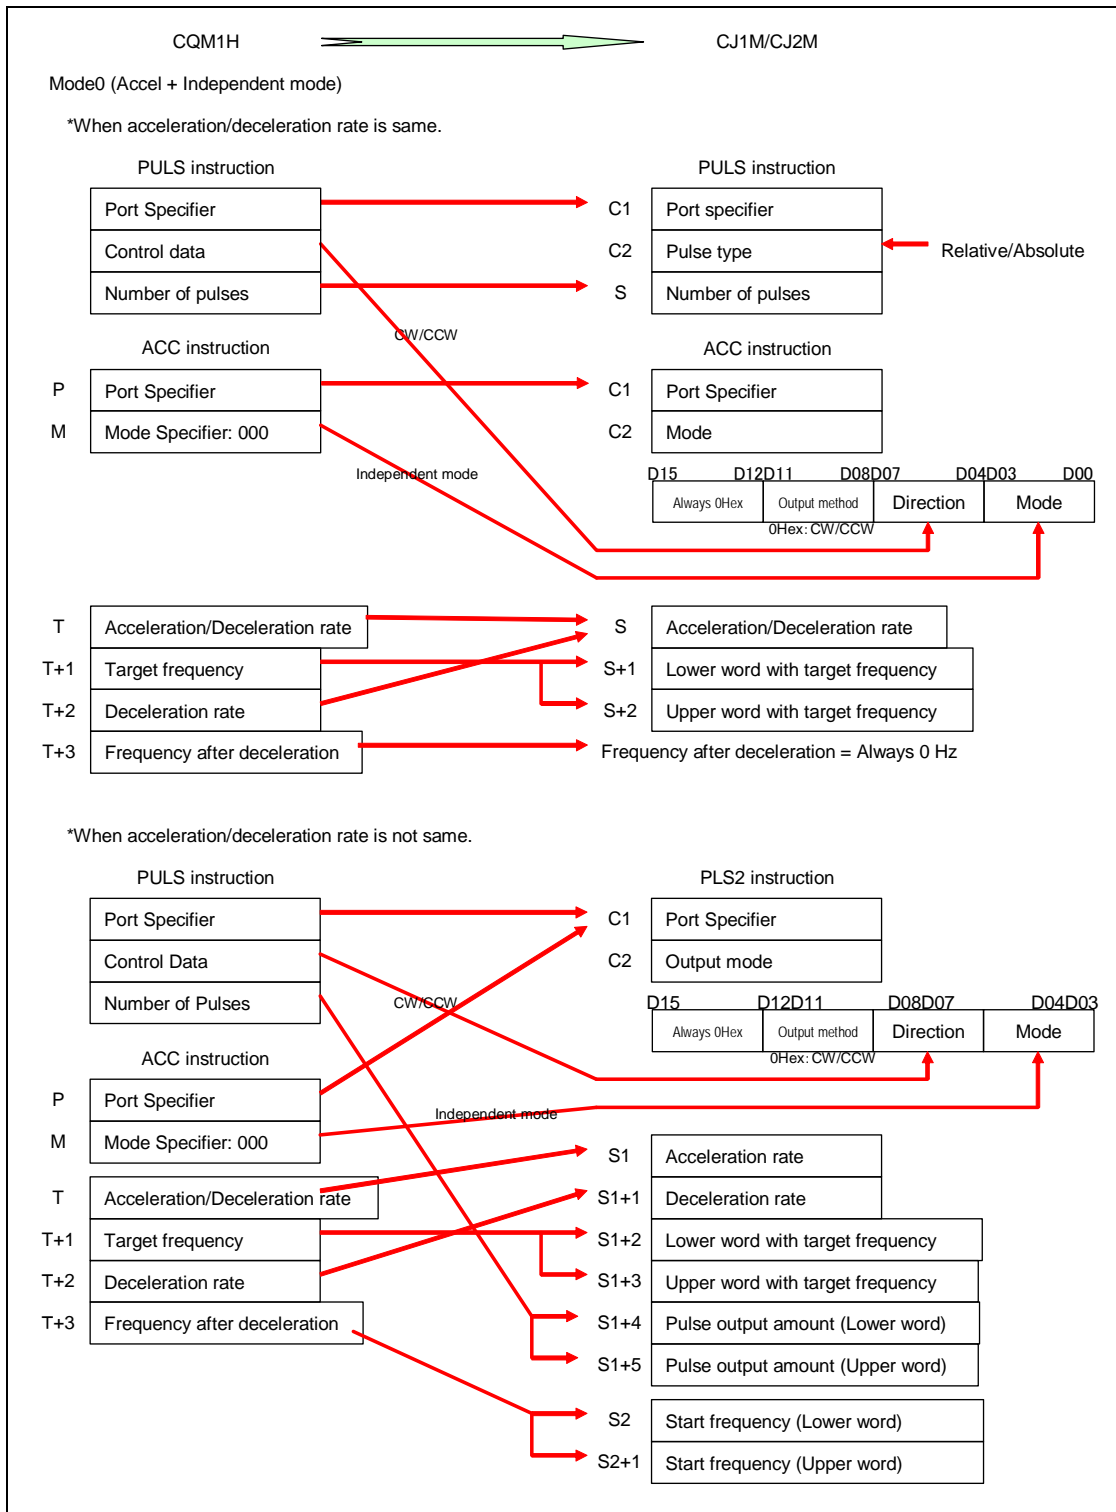 CQM1H CJ1M/CJ2M
Mode0 (Accel + Independent mode)
*When acceleration/deceleration rate is same.
PULS instruction PULS instruction
Port Specifier C1 Port specifier
Control data C2 Pulse type Relative/Absolute
Number of pulses S Number of pulses
CW/CCW
ACC instruction ACC instruction
P Port Specifier C1 Port Specifier
M Mode Specifier: 000 C2 Mode
Independent mode D15 D12D11 D08D07 D04D03 D00
Always 0Hex Output method Direction Mode
0Hex: CW/CCW
T Acceleration/Deceleration rate S Acceleration/Deceleration rate
T+1 Target frequency S+1 Lower word with target frequency
T+2 Deceleration rate S+2 Upper word with target frequency
T+3 Frequency after deceleration Frequency after deceleration = Always 0 Hz
*When acceleration/deceleration rate is not same.
PULS instruction PLS2 instruction
Port Specifier C1 Port Specifier
Control Data C2 Output mode
Number of Pulses CW/CCW D15 D12D11 D08D07 D04D03
Always 0Hex Output method Direction Mode
ACC instruction 0Hex: CW/CCW
P Port Specifier
Independent mode
M Mode Specifier: 000
S1 Acceleration rate
T Acceleration/Deceleration rate S1+1 Deceleration rate
T+1 Target frequency S1+2 Lower word with target frequency
T+2 Deceleration rate S1+3 Upper word with target frequency
T+3 Frequency after deceleration S1+4 Pulse output amount (Lower word)
S1+5 Pulse output amount (Upper word)
S2 Start frequency (Lower word)
S2+1 Start frequency (Upper word)